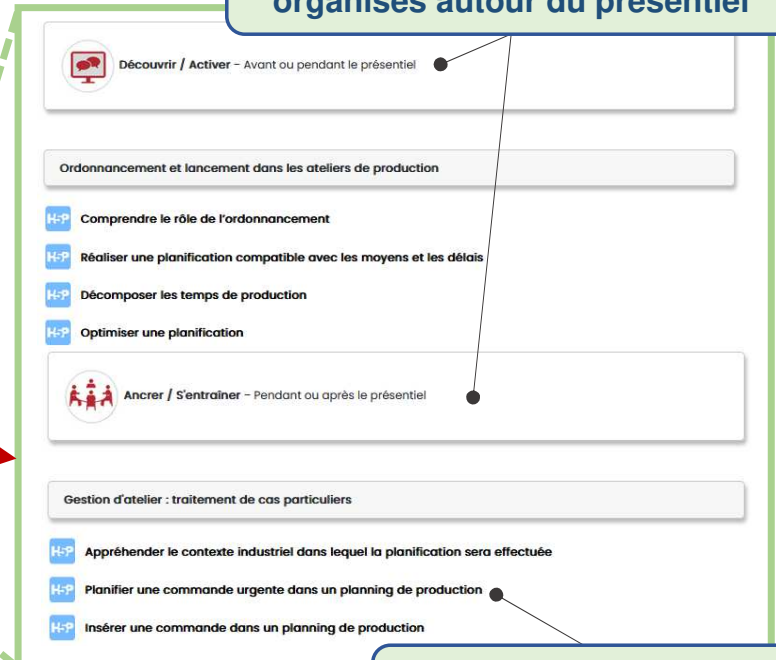 organisés autour du présentiel
Découvrir / Activer – Avant ou pendant le présentiel
Ordonnancement et lancement dans les ateliers de production
H-P Comprendre le rôle de l'ordonnancement
H-P Réaliser une planification compatible avec les moyens et les délais
H-P Décomposer les temps de production
H-P Optimiser une planification
Ancrer / S'entraîner – Pendant ou après le présentiel
Gestion d'atelier : traitement de cas particuliers
H-P Appréhender le contexte industriel dans lequel la planification sera effectuée
H-P Planifier une commande urgente dans un planning de production
H-P Insérer une commande dans un planning de production